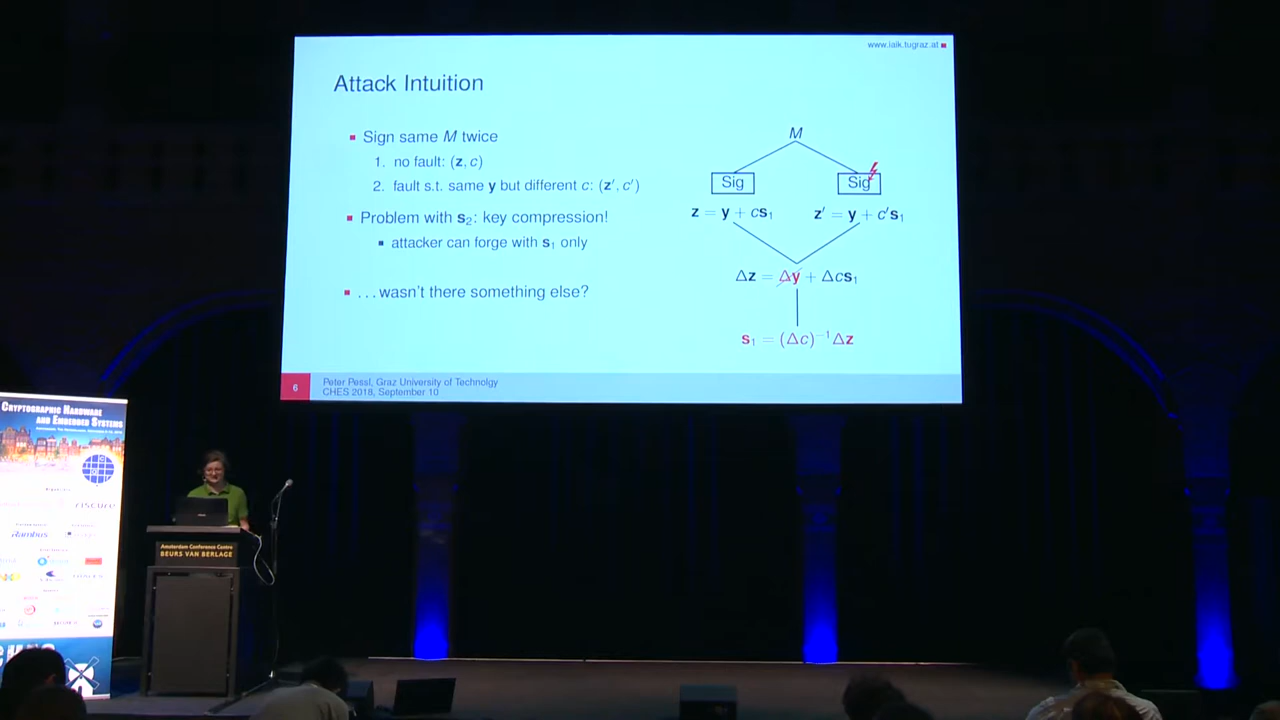 www.iaik.tugraz.at
Attack Intuition
Sign same M twice
1. no fault: (z, c)
2. fault s.t. same y but different c: (z′, c′)
Problem with s₂: key compression!
attacker can forge with s₁ only
...wasn't there something else?
M
Sig Sig
z = y + cs₁ z′ = y + c′s₁
Δz = Δy + Δcs₁
s₁ = (Δc)⁻¹Δz
6
Peter Pessl, Graz University of Technolgy
CHES 2018, September 10
Cryptographic Hardware
and Embedded Systems
riscure
Rambus
Amsterdam Conference Centre
BEURS VAN BERLAGE